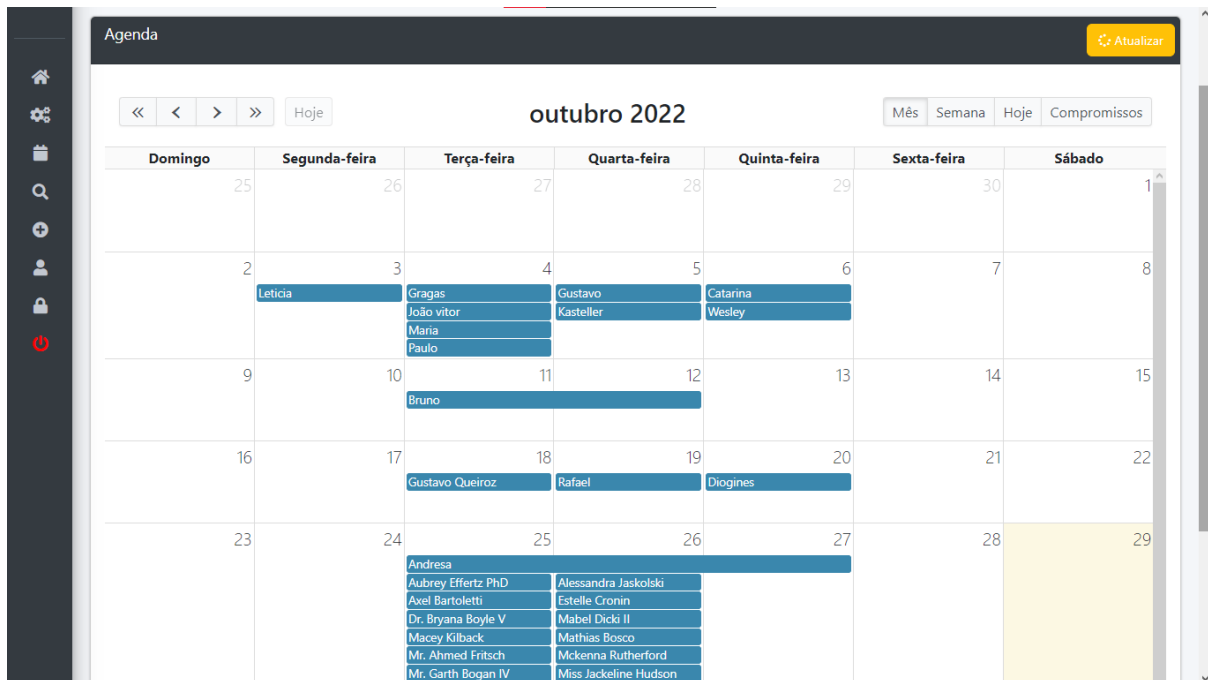 Agenda
Atualizar
Hoje
outubro 2022
Mês Semana Hoje Compromissos
Domingo Segunda-feira Terça-feira Quarta-feira Quinta-feira Sexta-feira Sábado
25 26 27 28 29 30 1
2 3 4 5 6 7 8
Leticia Gragas Gustavo Catarina
João vitor Kasteller Wesley
Maria
Paulo
9 10 11 12 13 14 15
Bruno
16 17 18 19 20 21 22
Gustavo Queiroz Rafael Diogines
23 24 25 26 27 28 29
Andresa
Aubrey Effertz PhD Alessandra Jaskolski
Axel Bartoletti Estelle Cronin
Dr. Bryana Boyle V Mabel Dicki II
Macey Kilback Mathias Bosco
Mr. Ahmed Fritsch Mckenna Rutherford
Mr. Garth Bogan IV Miss Jackeline Hudson